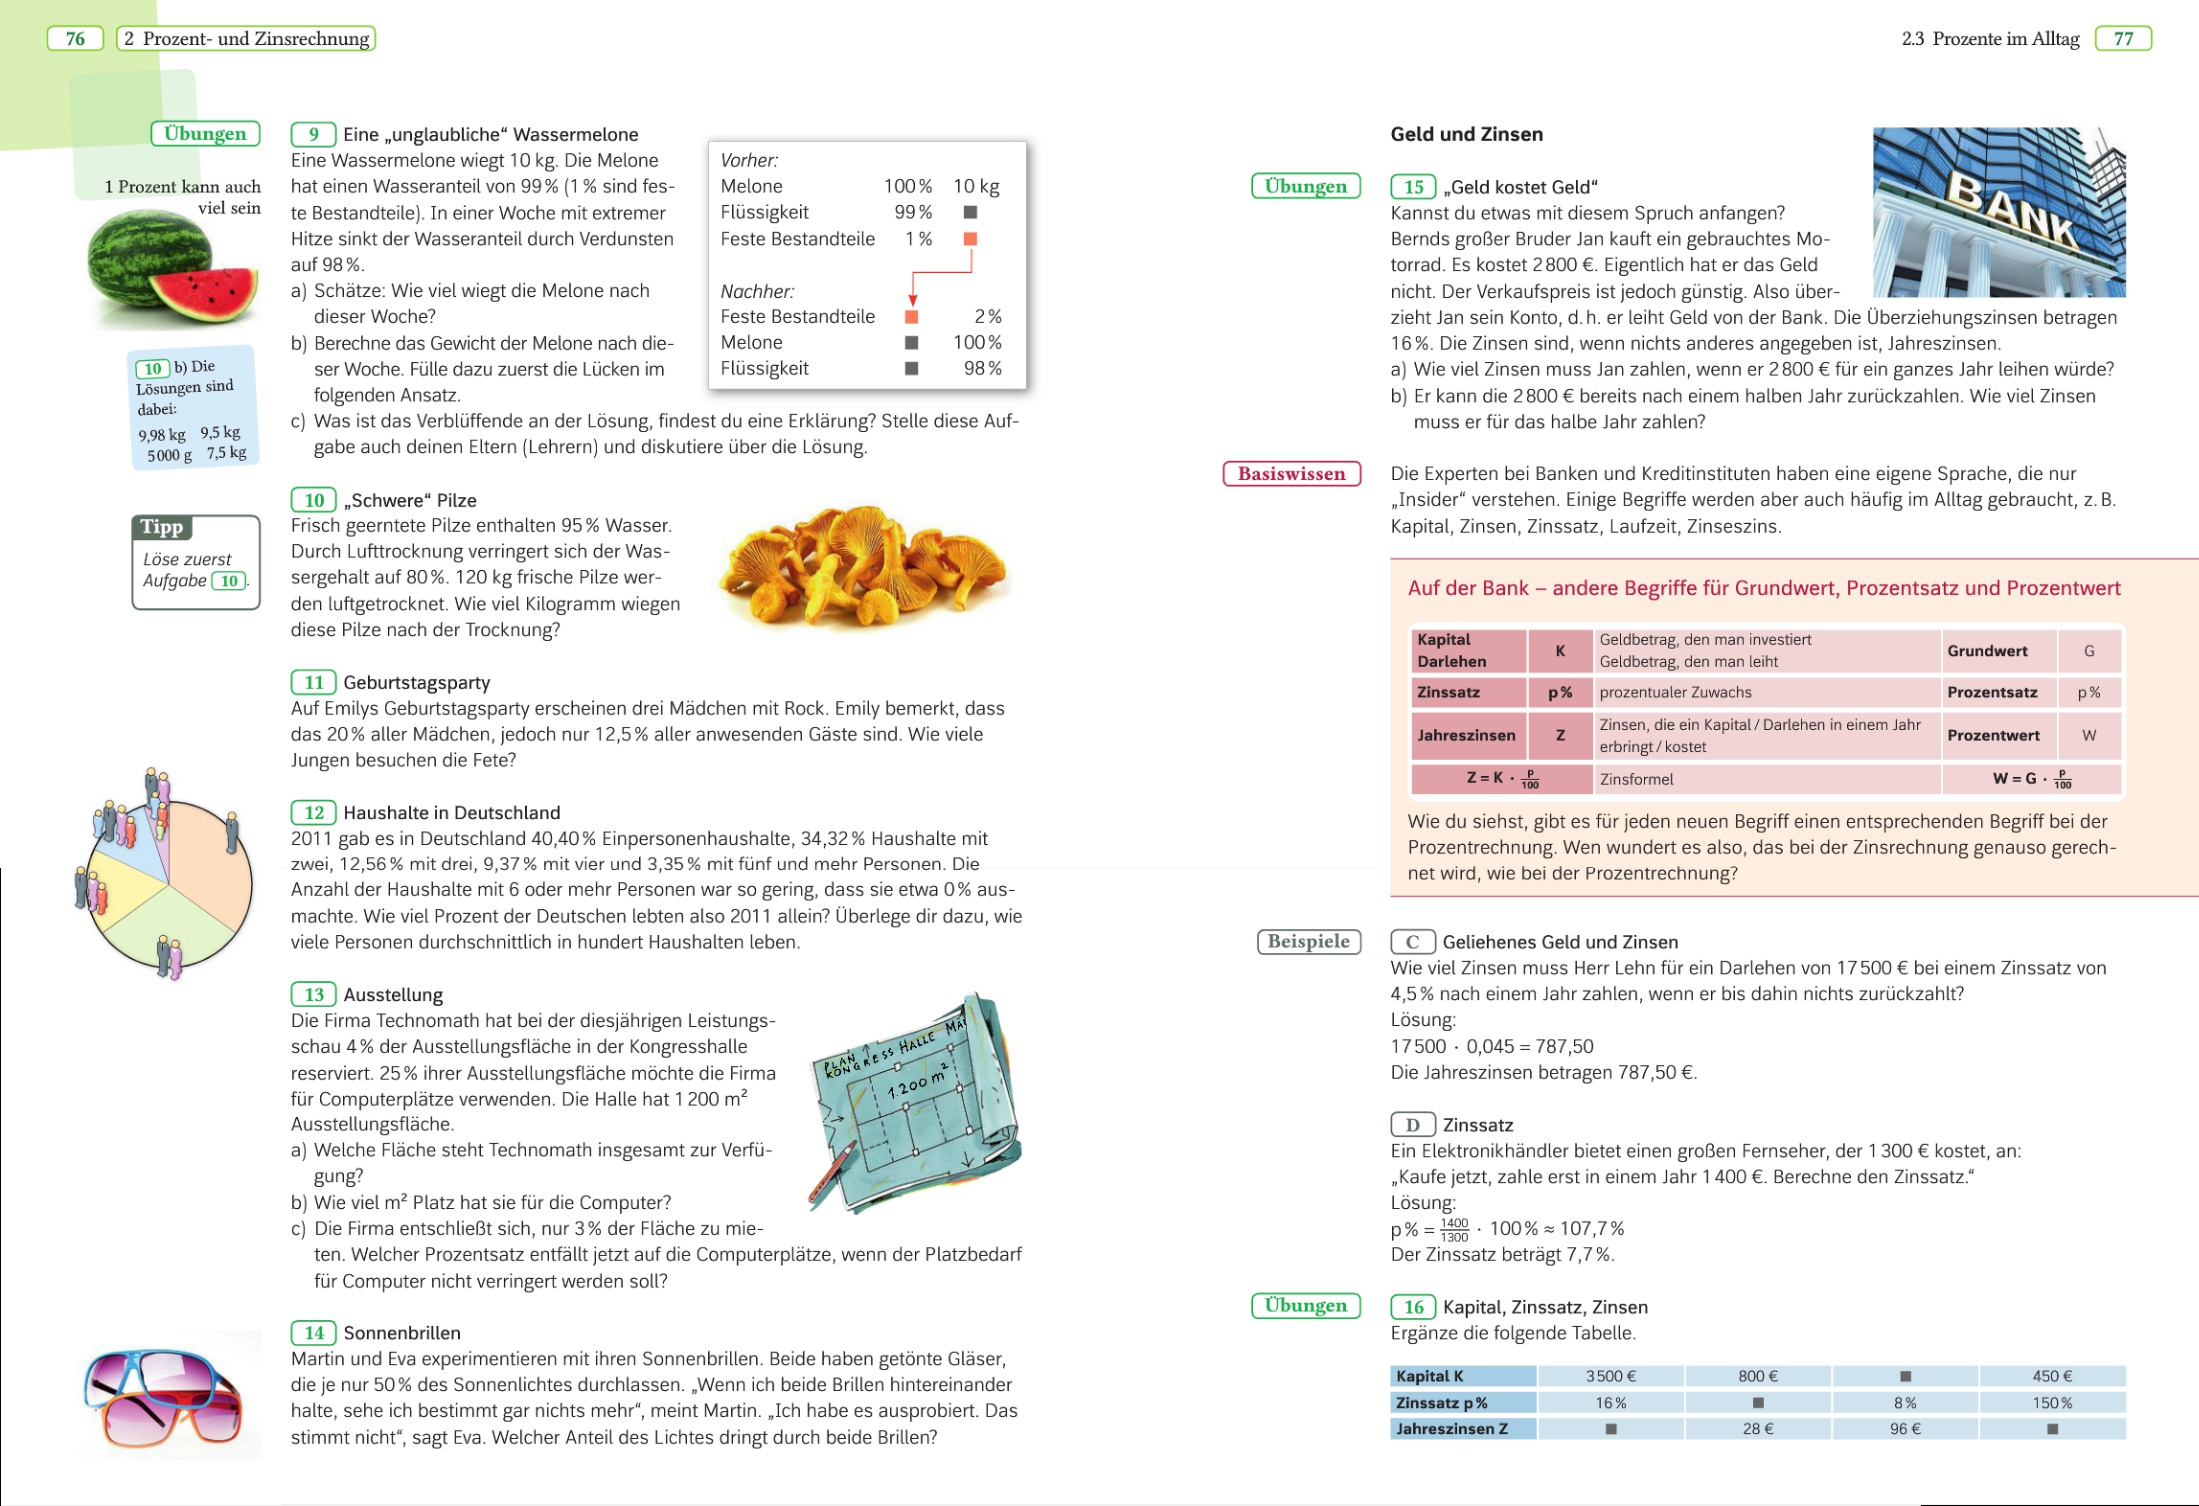 76
2 Prozent- und Zinsrechnung
Übungen
1 Prozent kann auch
viel sein
10 b) Die
Lösungen sind
dabei:
9,98 kg 9,5 kg
5 000 g 7,5 kg
Tipp
Löse zuerst
Aufgabe 10.
9 Eine „unglaubliche“ Wassermelone
Eine Wassermelone wiegt 10 kg. Die Melone
hat einen Wasseranteil von 99 % (1 % sind fes-
te Bestandteile). In einer Woche mit extremer
Hitze sinkt der Wasseranteil durch Verdunsten
auf 98 %.
a) Schätze: Wie viel wiegt die Melone nach
dieser Woche?
b) Berechne das Gewicht der Melone nach die-
ser Woche. Fülle dazu zuerst die Lücken im
folgenden Ansatz.
c) Was ist das Verblüffende an der Lösung, findest du eine Erklärung? Stelle diese Auf-
gabe auch deinen Eltern (Lehrern) und diskutiere über die Lösung.
Vorher:
Melone 100 % 10 kg
Flüssigkeit 99 % ■
Feste Bestandteile 1 % ■
Nachher:
Feste Bestandteile ■ 2 %
Melone ■ 100 %
Flüssigkeit ■ 98 %
10 „Schwere“ Pilze
Frisch geerntete Pilze enthalten 95 % Wasser.
Durch Lufttrocknung verringert sich der Was-
sergehalt auf 80 %. 120 kg frische Pilze wer-
den luftgetrocknet. Wie viel Kilogramm wiegen
diese Pilze nach der Trocknung?
11 Geburtstagsparty
Auf Emilys Geburtstagsparty erscheinen drei Mädchen mit Rock. Emily bemerkt, dass
das 20 % aller Mädchen, jedoch nur 12,5 % aller anwesenden Gäste sind. Wie viele
Jungen besuchen die Fete?
12 Haushalte in Deutschland
2011 gab es in Deutschland 40,40 % Einpersonenhaushalte, 34,32 % Haushalte mit
zwei, 12,56 % mit drei, 9,37 % mit vier und 3,35 % mit fünf und mehr Personen. Die
Anzahl der Haushalte mit 6 oder mehr Personen war so gering, dass sie etwa 0 % aus-
machte. Wie viel Prozent der Deutschen lebten also 2011 allein? Überlege dir dazu, wie
viele Personen durchschnittlich in hundert Haushalten leben.
13 Ausstellung
Die Firma Technomath hat bei der diesjährigen Leistungs-
schau 4 % der Ausstellungsfläche in der Kongresshalle
reserviert. 25 % ihrer Ausstellungsfläche möchte die Firma
für Computerplätze verwenden. Die Halle hat 1 200 m²
Ausstellungsfläche.
a) Welche Fläche steht Technomath insgesamt zur Verfü-
gung?
b) Wie viel m² Platz hat sie für die Computer?
c) Die Firma entschließt sich, nur 3 % der Fläche zu mie-
ten. Welcher Prozentsatz entfällt jetzt auf die Computerplätze, wenn der Platzbedarf
für Computer nicht verringert werden soll?
PLAN
KONGRESS HALLE MA
1.200 m²
14 Sonnenbrillen
Martin und Eva experimentieren mit ihren Sonnenbrillen. Beide haben getönte Gläser,
die je nur 50 % des Sonnenlichtes durchlassen. „Wenn ich beide Brillen hintereinander
halte, sehe ich bestimmt gar nichts mehr“, meint Martin. „Ich habe es ausprobiert. Das
stimmt nicht“, sagt Eva. Welcher Anteil des Lichtes dringt durch beide Brillen?
2.3 Prozente im Alltag
77
Geld und Zinsen
BANK
Übungen
15 „Geld kostet Geld“
Kannst du etwas mit diesem Spruch anfangen?
Bernds großer Bruder Jan kauft ein gebrauchtes Mo-
torrad. Es kostet 2 800 €. Eigentlich hat er das Geld
nicht. Der Verkaufspreis ist jedoch günstig. Also über-
zieht Jan sein Konto, d. h. er leiht Geld von der Bank. Die Überziehungszinsen betragen
16 %. Die Zinsen sind, wenn nichts anderes angegeben ist, Jahreszinsen.
a) Wie viel Zinsen muss Jan zahlen, wenn er 2 800 € für ein ganzes Jahr leihen würde?
b) Er kann die 2 800 € bereits nach einem halben Jahr zurückzahlen. Wie viel Zinsen
muss er für das halbe Jahr zahlen?
Basiswissen
Die Experten bei Banken und Kreditinstituten haben eine eigene Sprache, die nur
„Insider“ verstehen. Einige Begriffe werden aber auch häufig im Alltag gebraucht, z. B.
Kapital, Zinsen, Zinssatz, Laufzeit, Zinseszins.
Auf der Bank – andere Begriffe für Grundwert, Prozentsatz und Prozentwert
Kapital
Darlehen
K
Geldbetrag, den man investiert
Geldbetrag, den man leiht
Grundwert
G
Zinssatz p % prozentualer Zuwachs Prozentsatz p %
Jahreszinsen
Z
Zinsen, die ein Kapital / Darlehen in einem Jahr
erbringt / kostet
Prozentwert
W
Z = K · p/100 Zinsformel W = G · p/100
Wie du siehst, gibt es für jeden neuen Begriff einen entsprechenden Begriff bei der
Prozentrechnung. Wen wundert es also, das bei der Zinsrechnung genauso gerech-
net wird, wie bei der Prozentrechnung?
Beispiele
C Geliehenes Geld und Zinsen
Wie viel Zinsen muss Herr Lehn für ein Darlehen von 17 500 € bei einem Zinssatz von
4,5 % nach einem Jahr zahlen, wenn er bis dahin nichts zurückzahlt?
Lösung:
17 500 · 0,045 = 787,50
Die Jahreszinsen betragen 787,50 €.
D Zinssatz
Ein Elektronikhändler bietet einen großen Fernseher, der 1 300 € kostet, an:
„Kaufe jetzt, zahle erst in einem Jahr 1 400 €. Berechne den Zinssatz.“
Lösung:
p % = 1400/1300 · 100 % ≈ 107,7 %
Der Zinssatz beträgt 7,7 %.
Übungen
16 Kapital, Zinssatz, Zinsen
Ergänze die folgende Tabelle.
Kapital K 3 500 € 800 € ■ 450 €
Zinssatz p % 16 % ■ 8 % 150 %
Jahreszinsen Z ■ 28 € 96 € ■